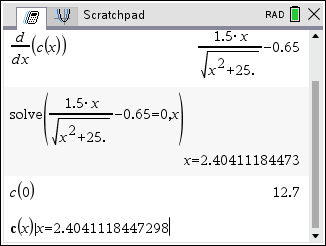 Scratchpad RAD
d/dx(c(x)) 1.5·x/√(x²+25.)−0.65
solve(1.5·x/√(x²+25.)−0.65=0,x)
x=2.40411184473
c(0) 12.7
c(x)|x=2.4041118447298